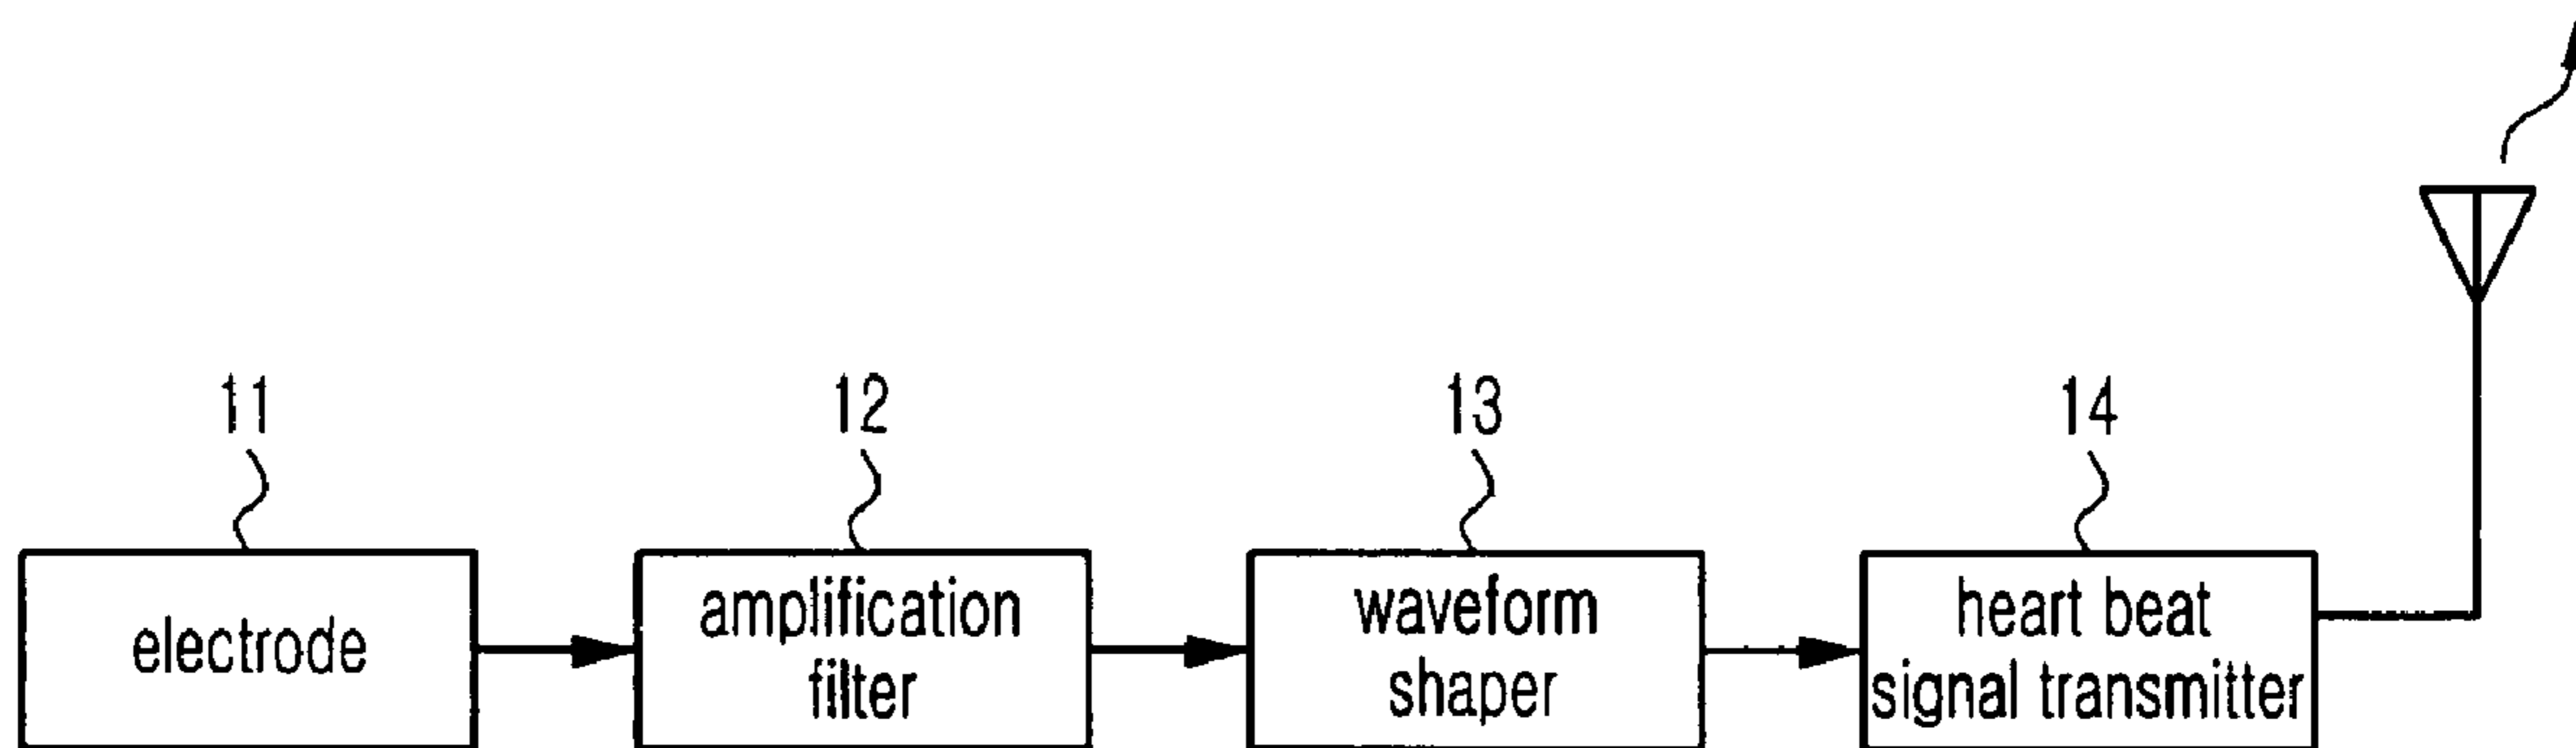 11
12
13
14
electrode
amplification
filter
waveform
shaper
heart beat
signal transmitter